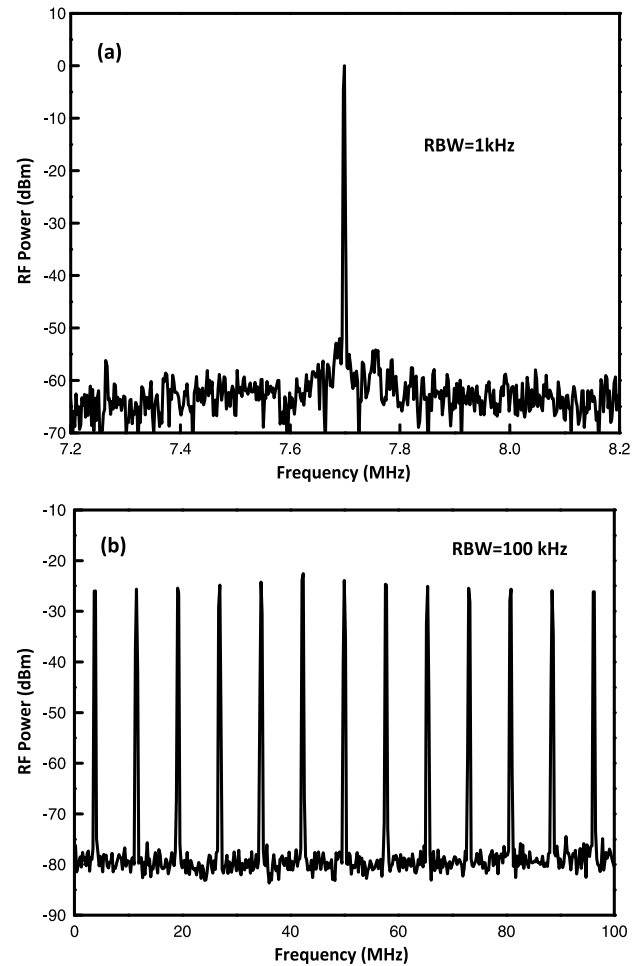 (a)
RBW=1kHz
RF Power (dBm)
10
0
-10
-20
-30
-40
-50
-60
-70
7.2 7.4 7.6 7.8 8.0 8.2
Frequency (MHz)
(b)
RBW=100 kHz
RF Power (dBm)
-10
-20
-30
-40
-50
-60
-70
-80
-90
0 20 40 60 80 100
Frequency (MHz)